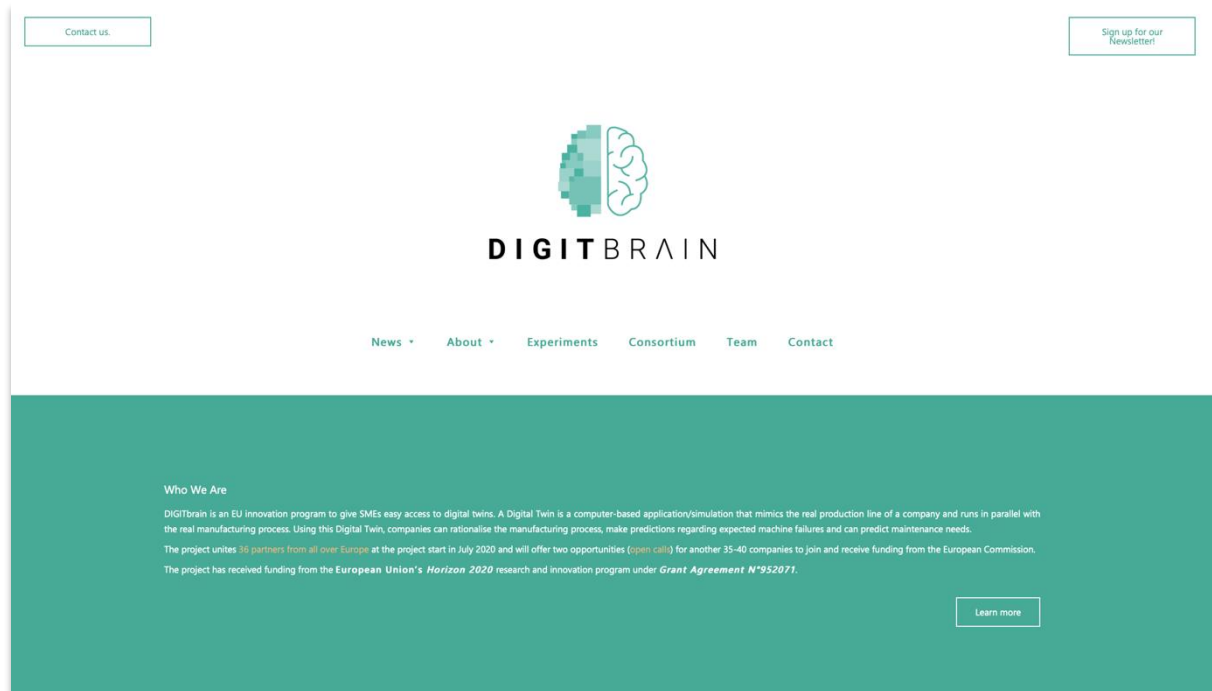 Contact us.
Sign up for our
Newsletter!
DIGITBRAIN
News
About
Experiments
Consortium
Team
Contact
Who We Are
DIGITbrain is an EU innovation program to give SMEs easy access to digital twins. A Digital Twin is a computer-based application/simulation that mimics the real production line of a company and runs in parallel with
the real manufacturing process. Using this Digital Twin, companies can rationalise the manufacturing process, make predictions regarding expected machine failures and can predict maintenance needs.
The project unites 36 partners from all over Europe at the project start in July 2020 and will offer two opportunities (open calls) for another 35-40 companies to join and receive funding from the European Commission.
The project has received funding from the European Union's Horizon 2020 research and innovation program under Grant Agreement N°952071.
Learn more